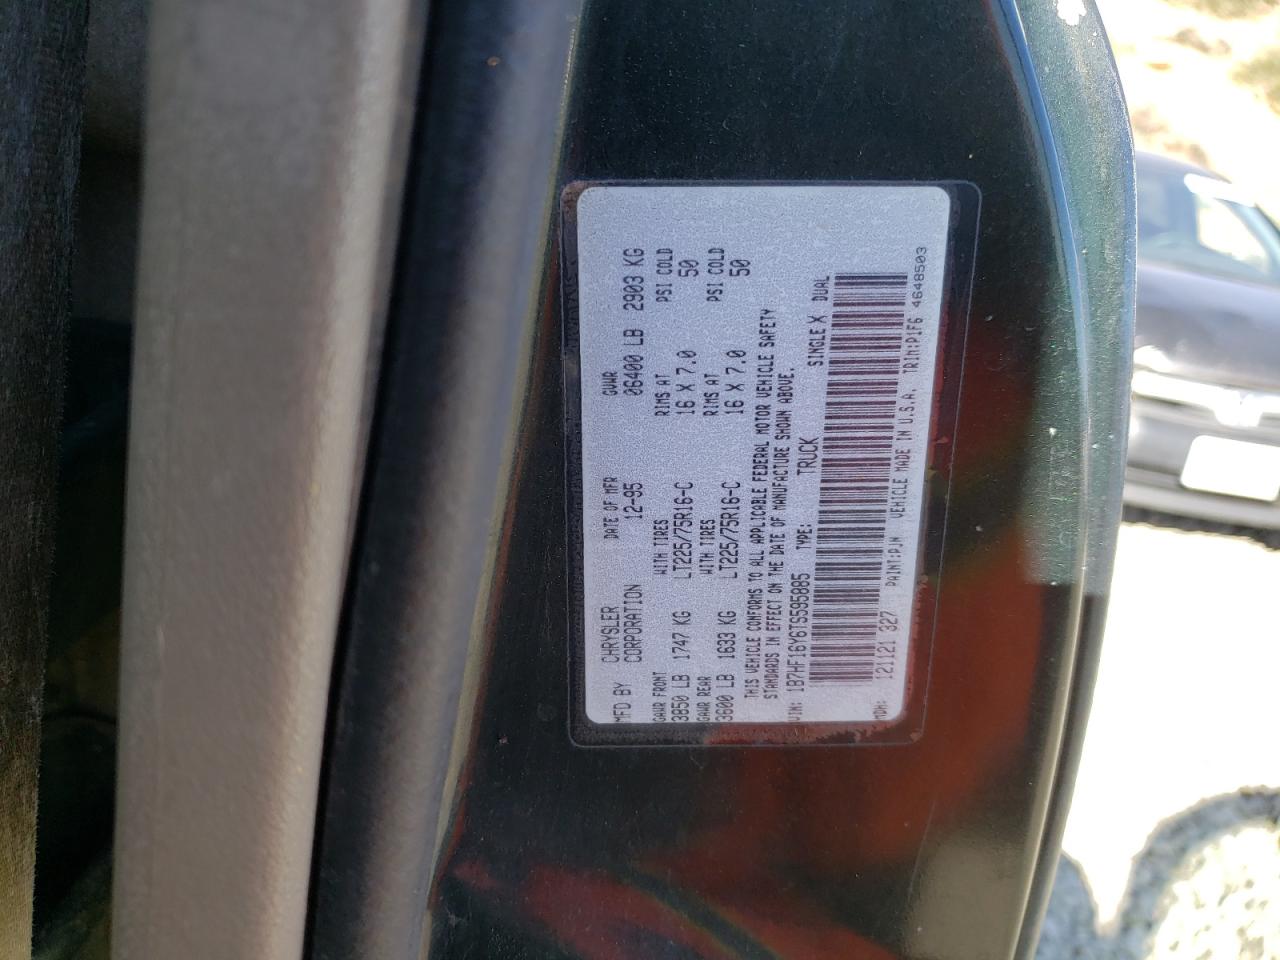 MFD BY CHRYSLER CORPORATION DATE OF MFR 12-95 GVWR 06400 LB 2903 KG
GAWR FRONT WITH TIRES RIMS AT PSI COLD
3850 LB 1747 KG LT225/75R16-C 16 X 7.0 50
GAWR REAR WITH TIRES RIMS AT PSI COLD
3600 LB 1633 KG LT225/75R16-C 16 X 7.0 50
THIS VEHICLE CONFORMS TO ALL APPLICABLE FEDERAL MOTOR VEHICLE SAFETY
STANDARDS IN EFFECT ON THE DATE OF MANUFACTURE SHOWN ABOVE.
VIN: 1B7HF16Y6TS595885 TYPE: TRUCK SINGLE X DUAL
MDH: 121121 327 PAINT:PJN VEHICLE MADE IN U.S.A. TRIM:P1F6 4648503